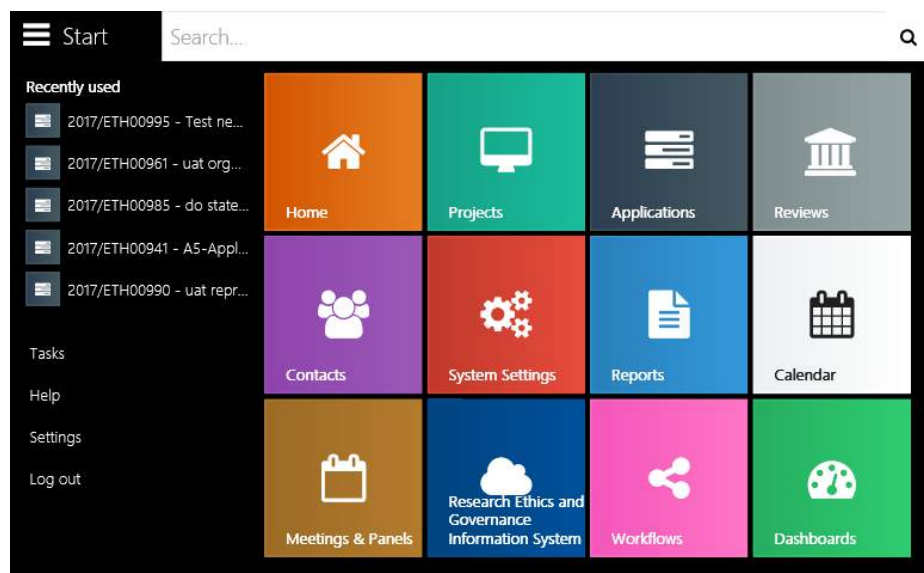 Start
Search...
Recently used
2017/ETH00995 - Test ne...
2017/ETH00961 - uat org...
2017/ETH00985 - do state...
2017/ETH00941 - A5-Appl...
2017/ETH00990 - uat repr...
Tasks
Help
Settings
Log out
Home
Projects
Applications
Reviews
Contacts
System Settings
Reports
Calendar
Meetings & Panels
Research Ethics and
Governance
Information System
Workflows
Dashboards